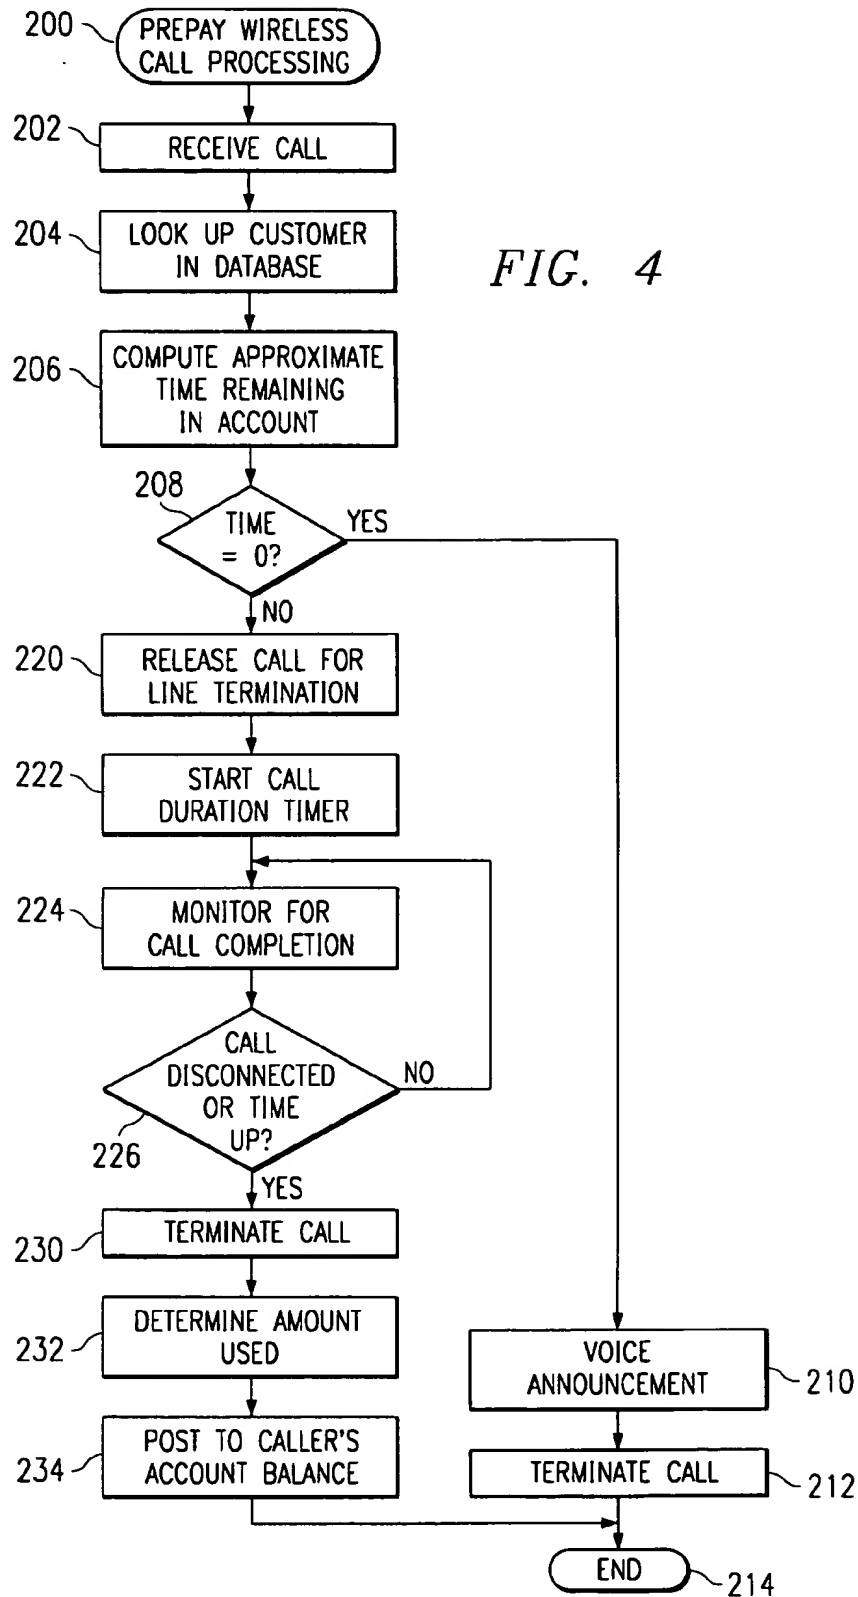 200
PREPAY WIRELESS
CALL PROCESSING
202
RECEIVE CALL
204
LOOK UP CUSTOMER
IN DATABASE
FIG. 4
206
COMPUTE APPROXIMATE
TIME REMAINING
IN ACCOUNT
208
TIME
= 0?
YES
NO
220
RELEASE CALL FOR
LINE TERMINATION
222
START CALL
DURATION TIMER
224
MONITOR FOR
CALL COMPLETION
CALL
DISCONNECTED
OR TIME
UP?
NO
226
YES
230
TERMINATE CALL
232
DETERMINE AMOUNT
USED
VOICE
ANNOUNCEMENT
210
234
POST TO CALLER'S
ACCOUNT BALANCE
TERMINATE CALL
212
END
214